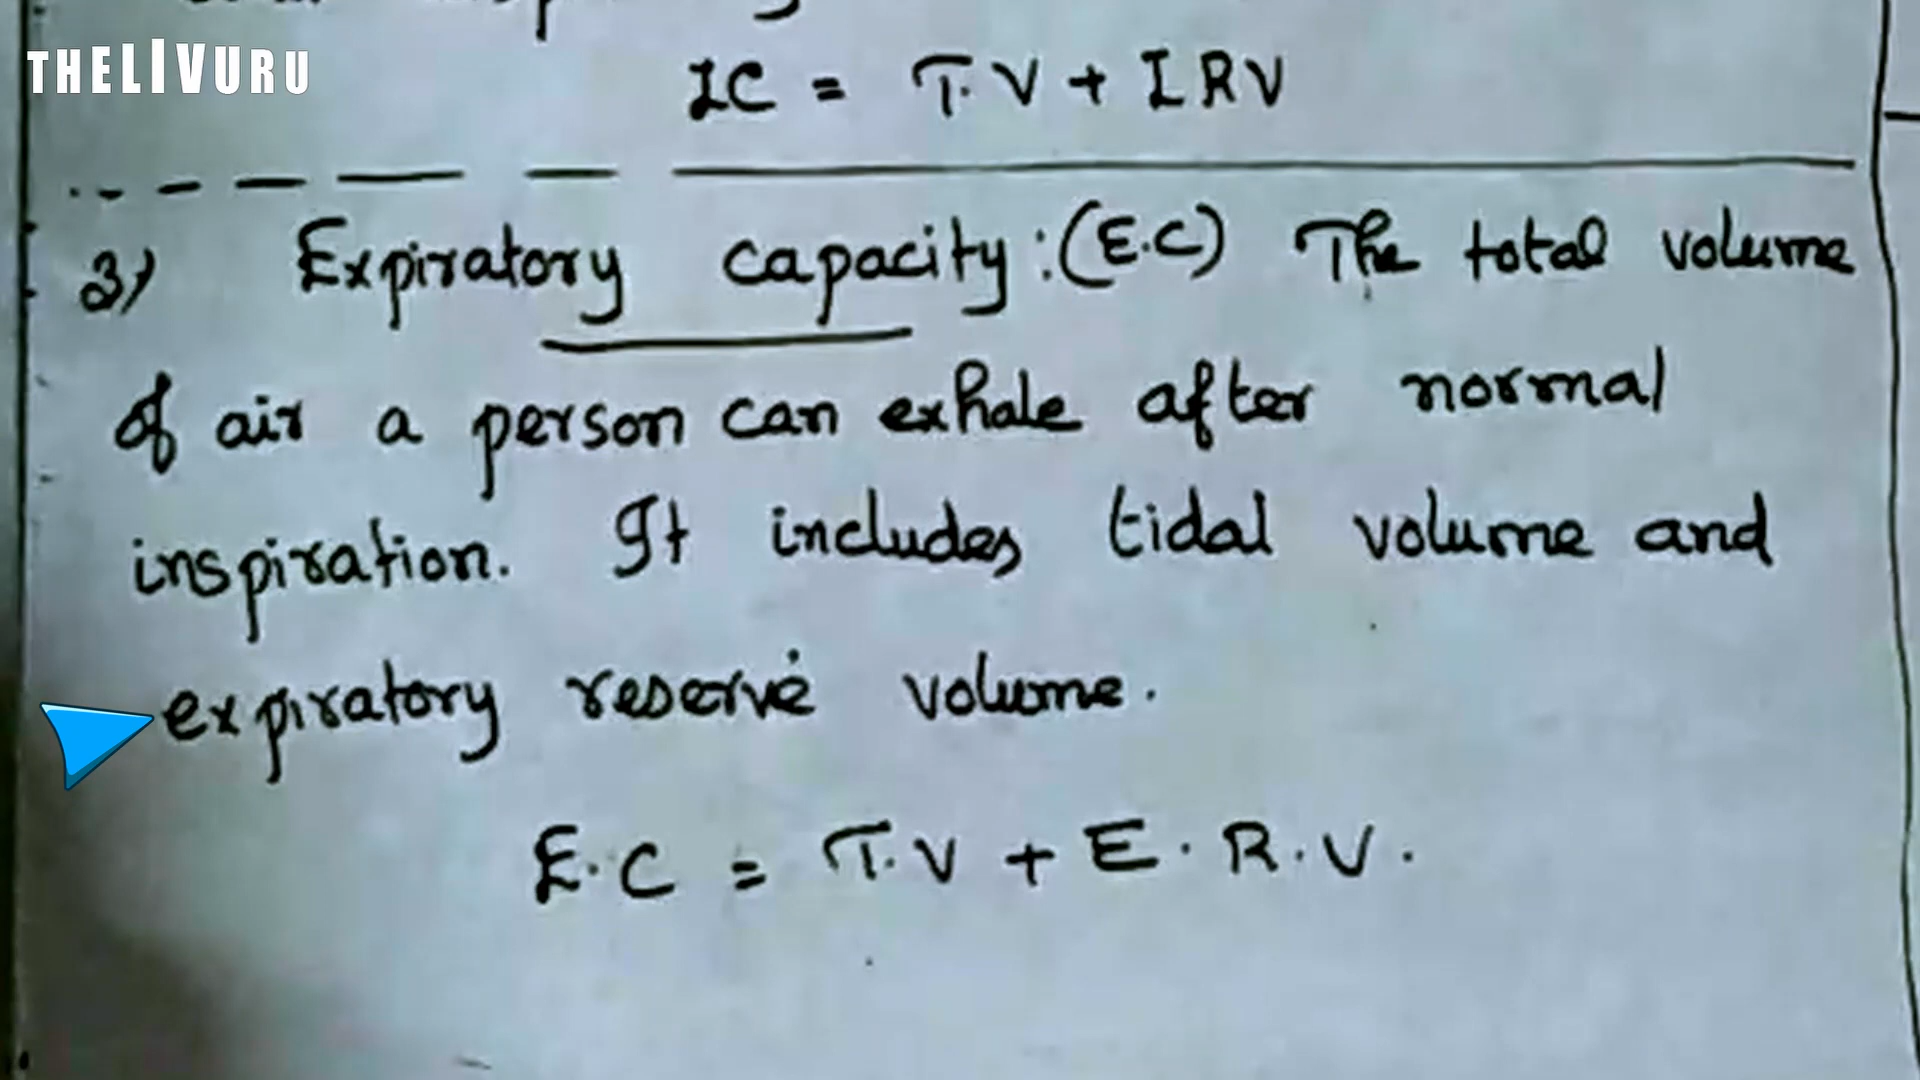 THELIVURU
IC = T.V + IRV
3) Expiratory capacity:(E.C) The total volume
of air a person can exhale after normal
inspiration. It includes tidal volume and
expiratory reserve volume.
E.C = T.V + E.R.V.